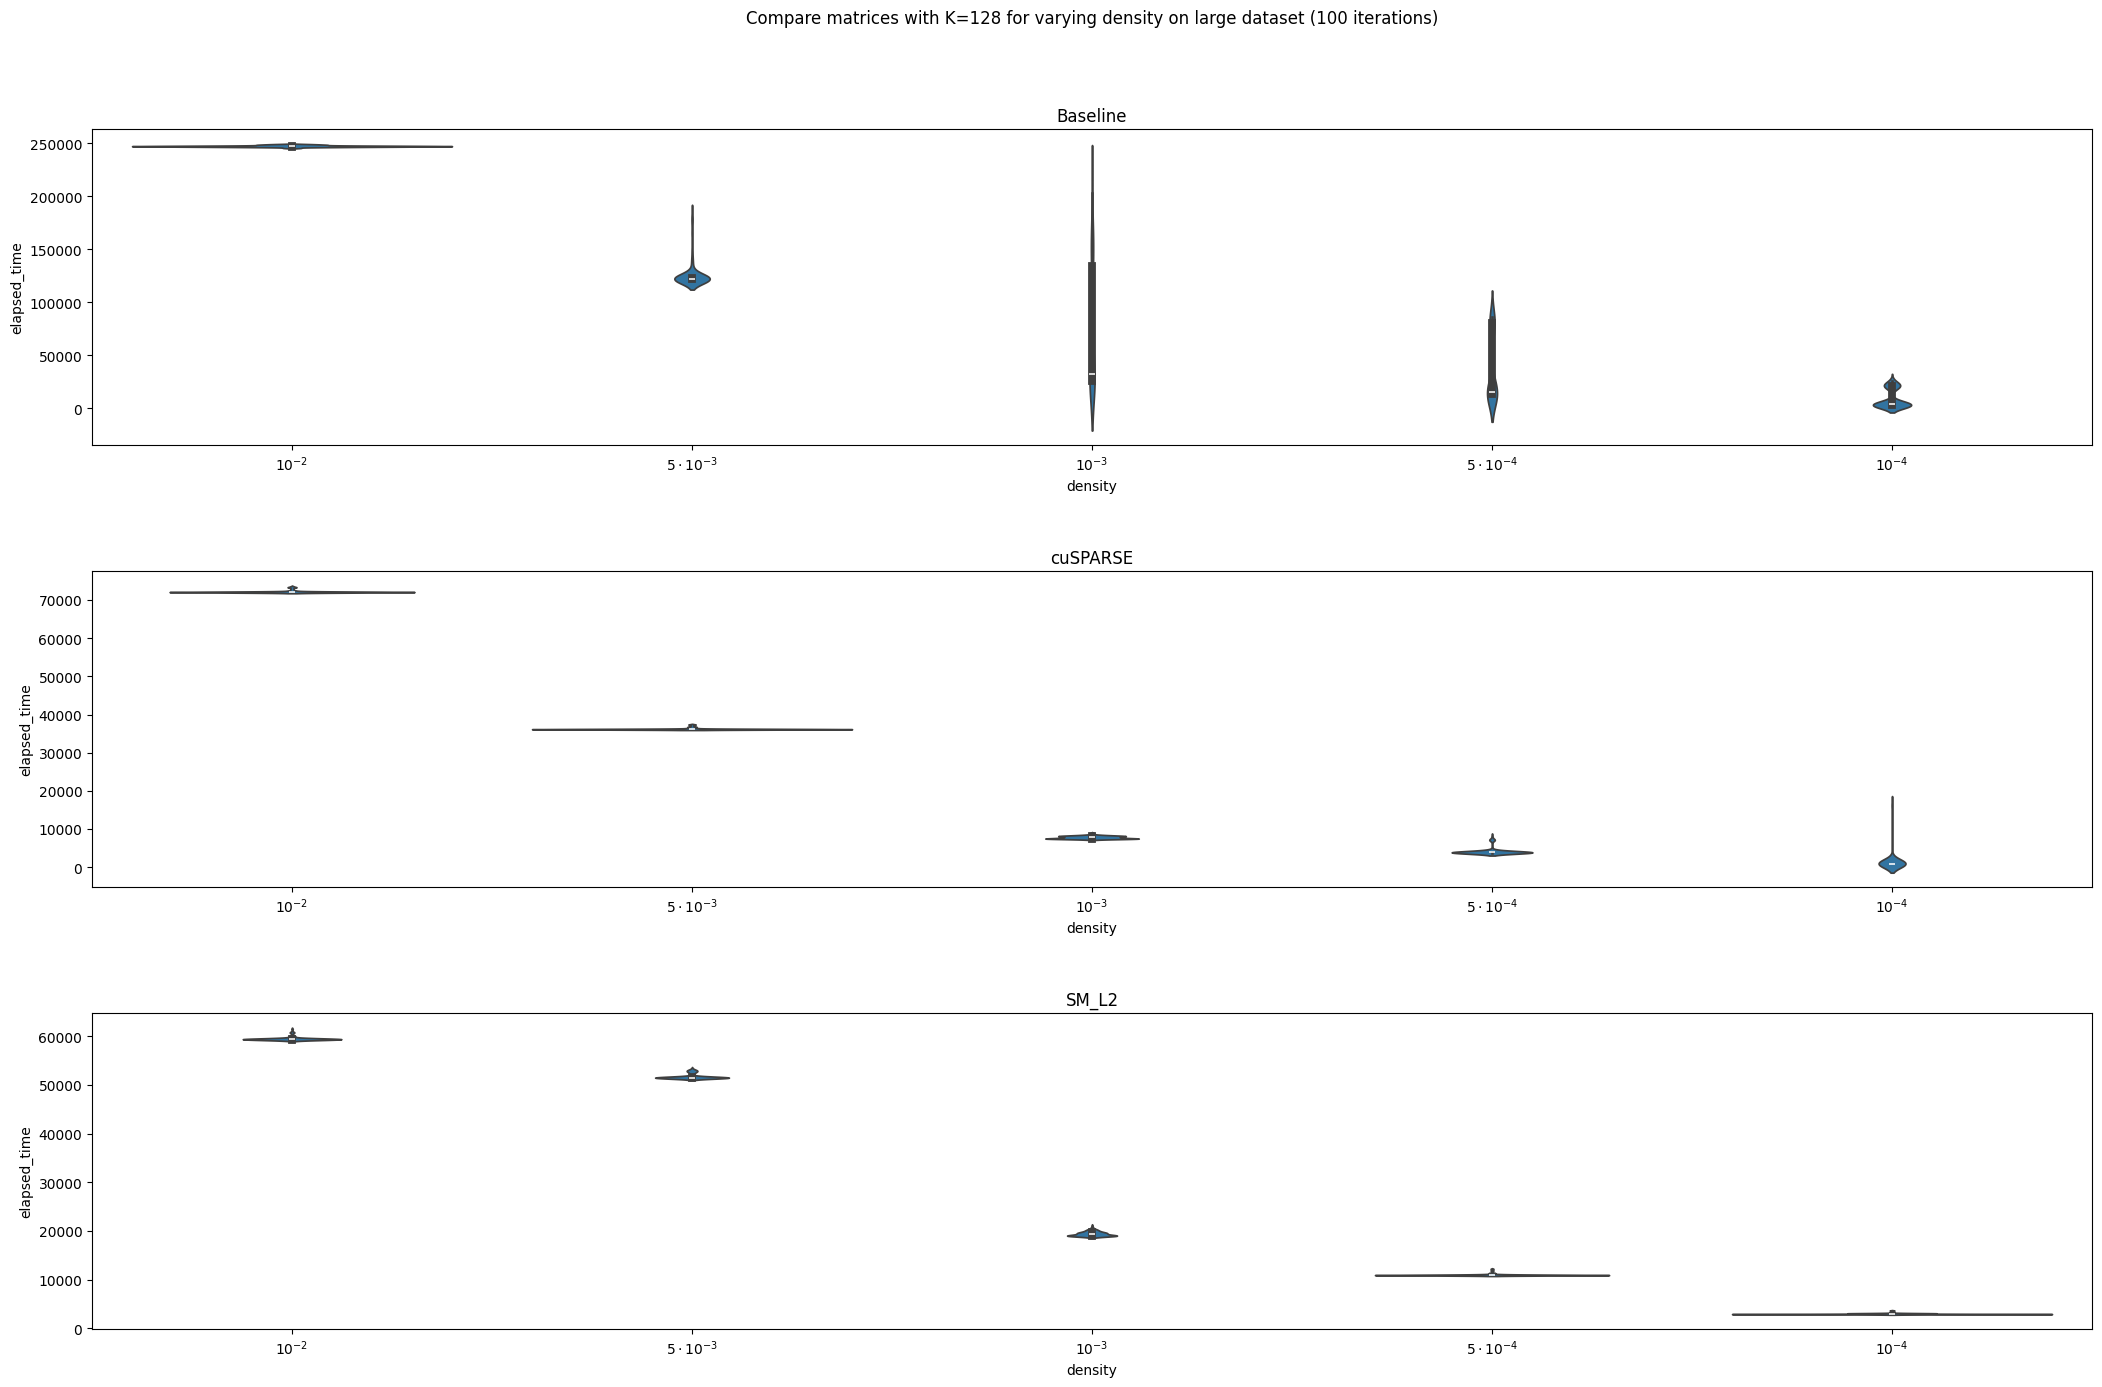 Compare matrices with K=128 for varying density on large dataset (100 iterations)
Baseline
elapsed_time
250000
200000
150000
100000
50000
0
10⁻² 5·10⁻³ 10⁻³ 5·10⁻⁴ 10⁻⁴
density
cuSPARSE
elapsed_time
70000
60000
50000
40000
30000
20000
10000
0
10⁻² 5·10⁻³ 10⁻³ 5·10⁻⁴ 10⁻⁴
density
SM_L2
elapsed_time
60000
50000
40000
30000
20000
10000
0
10⁻² 5·10⁻³ 10⁻³ 5·10⁻⁴ 10⁻⁴
density